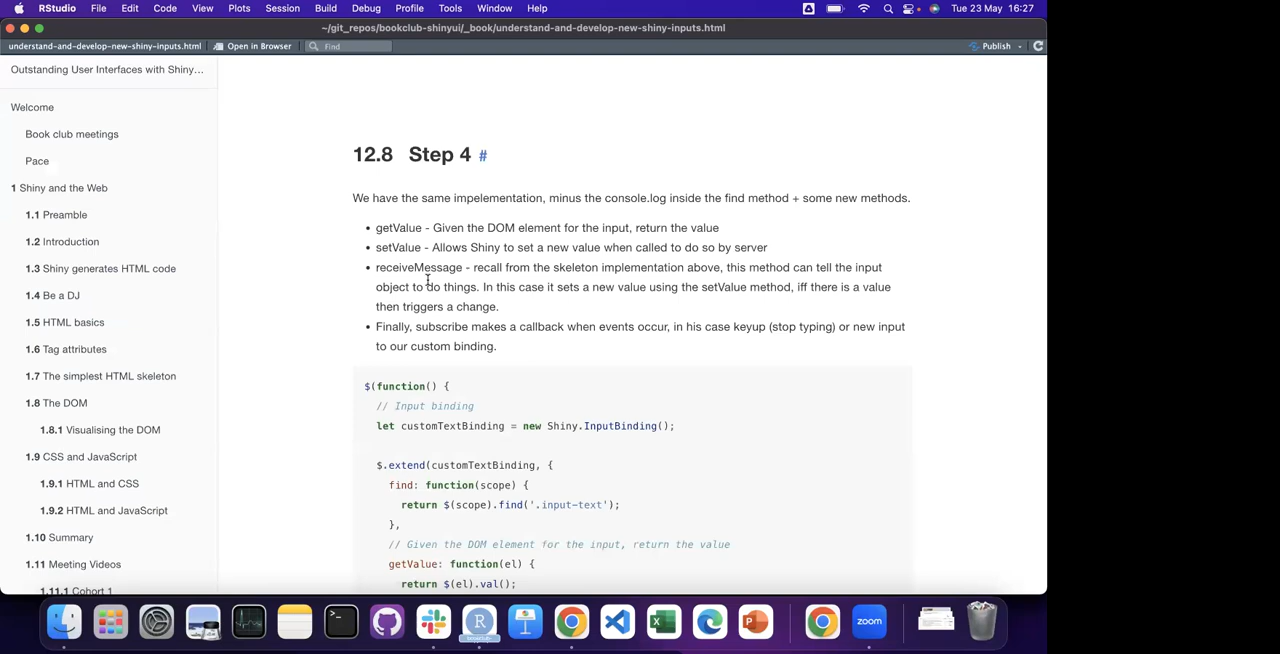 RStudio File Edit Code View Plots Session Build Debug Profile Tools Window Help Tue 23 May 16:27
~/git_repos/bookclub-shinyui/_book/understand-and-develop-new-shiny-inputs.html
understand-and-develop-new-shiny-inputs.html Open in Browser Find Publish
Outstanding User Interfaces with Shiny...
Welcome
Book club meetings
Pace
1 Shiny and the Web
1.1 Preamble
1.2 Introduction
1.3 Shiny generates HTML code
1.4 Be a DJ
1.5 HTML basics
1.6 Tag attributes
1.7 The simplest HTML skeleton
1.8 The DOM
1.8.1 Visualising the DOM
1.9 CSS and JavaScript
1.9.1 HTML and CSS
1.9.2 HTML and JavaScript
1.10 Summary
1.11 Meeting Videos
1.11.1 Cohort 1
12.8 Step 4 #
We have the same impelementation, minus the console.log inside the find method + some new methods.
• getValue - Given the DOM element for the input, return the value
• setValue - Allows Shiny to set a new value when called to do so by server
• receiveMessage - recall from the skeleton implementation above, this method can tell the input
object to do things. In this case it sets a new value using the setValue method, iff there is a value
then triggers a change.
• Finally, subscribe makes a callback when events occur, in his case keyup (stop typing) or new input
to our custom binding.
$(function() {
// Input binding
let customTextBinding = new Shiny.InputBinding();
$.extend(customTextBinding, {
find: function(scope) {
return $(scope).find('.input-text');
},
// Given the DOM element for the input, return the value
getValue: function(el) {
return $(el).val();
zoom